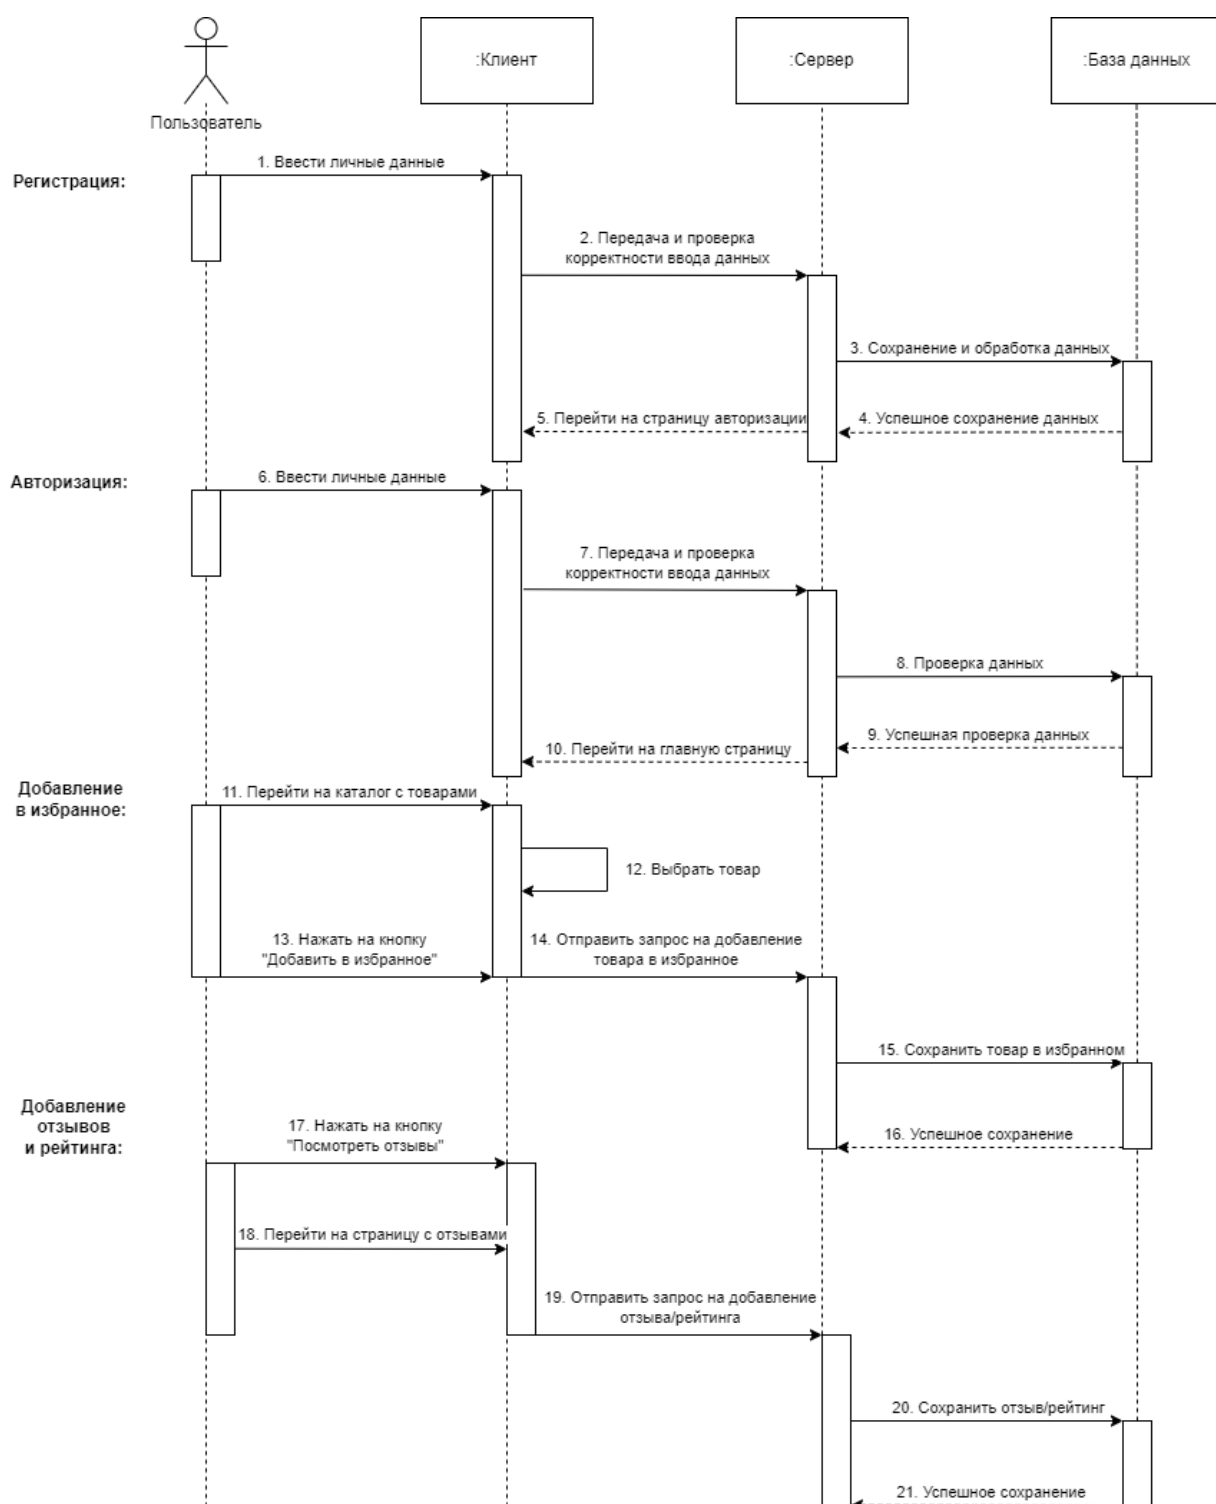 :Клиент
:Сервер
:База данных
Пользователь
1. Ввести личные данные
Регистрация:
2. Передача и проверка
корректности ввода данных
3. Сохранение и обработка данных
5. Перейти на страницу авторизации
4. Успешное сохранение данных
Авторизация:
6. Ввести личные данные
7. Передача и проверка
корректности ввода данных
8. Проверка данных
9. Успешная проверка данных
10. Перейти на главную страницу
Добавление
в избранное:
11. Перейти на каталог с товарами
12. Выбрать товар
13. Нажать на кнопку
"Добавить в избранное"
14. Отправить запрос на добавление
товара в избранное
15. Сохранить товар в избранном
16. Успешное сохранение
Добавление
отзывов
и рейтинга:
17. Нажать на кнопку
"Посмотреть отзывы"
18. Перейти на страницу с отзывами
19. Отправить запрос на добавление
отзыва/рейтинга
20. Сохранить отзыв/рейтинг
21. Успешное сохранение